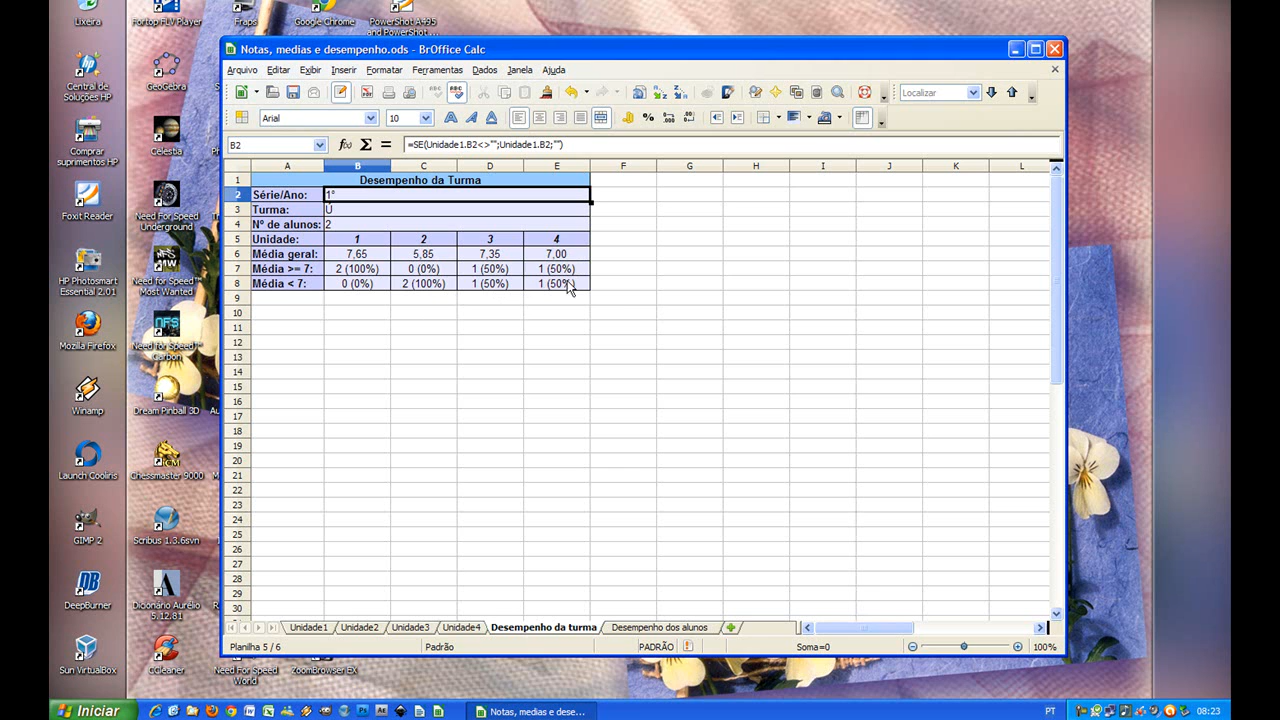 Lixeira
Fortop FLV Player
Fraps
Google Chrome
PowerShot A495
and PowerShot ...
Central de
Soluções HP
GeoGebra
Comprar
suprimentos HP
Celestia
Foxit Reader
Need For Speed
Underground
HP Photosmart
Essential 2.01
Need for Speed™
Most Wanted
Mozilla Firefox
Need for Speed™
Carbon
Winamp
Dream Pinball 3D
Launch Cooliris
Chessmaster 9000
GIMP 2
Scribus 1.3.6svn
DeepBurner
Dicionário Aurélio
5.12.81
Sun VirtualBox
CCleaner
Need For Speed
World
ZoomBrowser EX
Notas, medias e desempenho.ods - BrOffice Calc
Arquivo Editar Exibir Inserir Formatar Ferramentas Dados Janela Ajuda
Localizar
Arial 10
B2 =SE(Unidade1.B2<>"";Unidade1.B2;"")
A B C D E F G H I J K L
1 Desempenho da Turma
2 Série/Ano: 1ª
3 Turma: U
4 Nº de alunos: 2
5 Unidade: 1 2 3 4
6 Média geral: 7,65 5,85 7,35 7,00
7 Média >= 7: 2 (100%) 0 (0%) 1 (50%) 1 (50%)
8 Média < 7: 0 (0%) 2 (100%) 1 (50%) 1 (50%)
9
10
11
12
13
14
15
16
17
18
19
20
21
22
23
24
25
26
27
28
29
30
Unidade1 Unidade2 Unidade3 Unidade4 Desempenho da turma Desempenho dos alunos
Planilha 5 / 6 Padrão PADRÃO Soma=0 100%
Iniciar Notas, medias e dese... PT 08:23